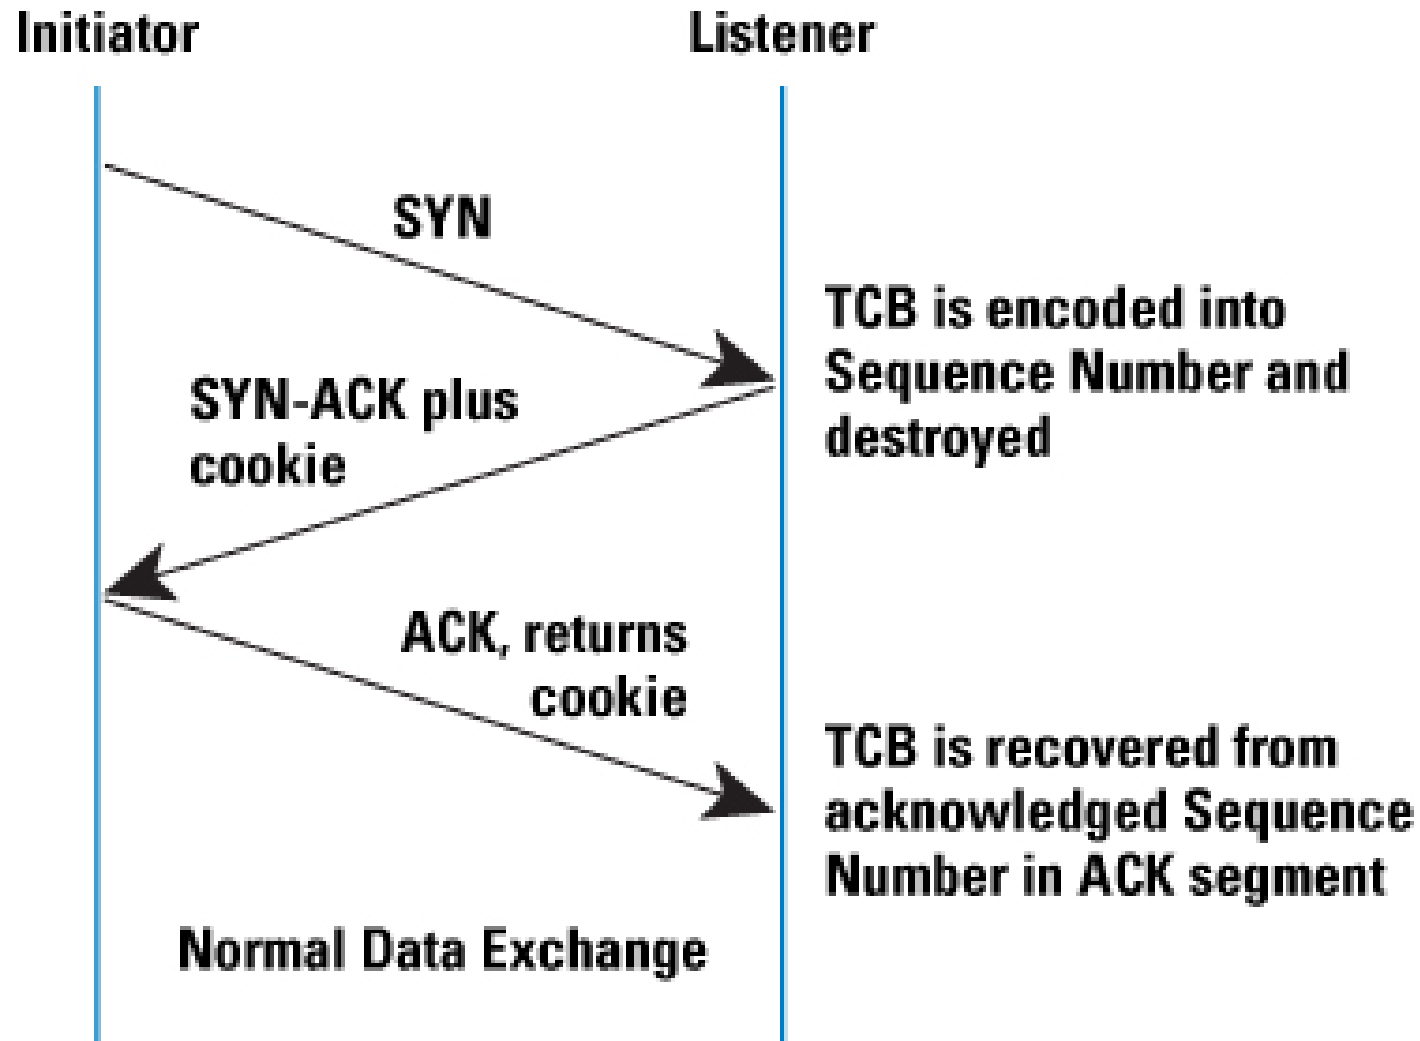 Initiator
Listener
SYN
TCB is encoded into
Sequence Number and
destroyed
SYN-ACK plus
cookie
ACK, returns
cookie
TCB is recovered from
acknowledged Sequence
Number in ACK segment
Normal Data Exchange